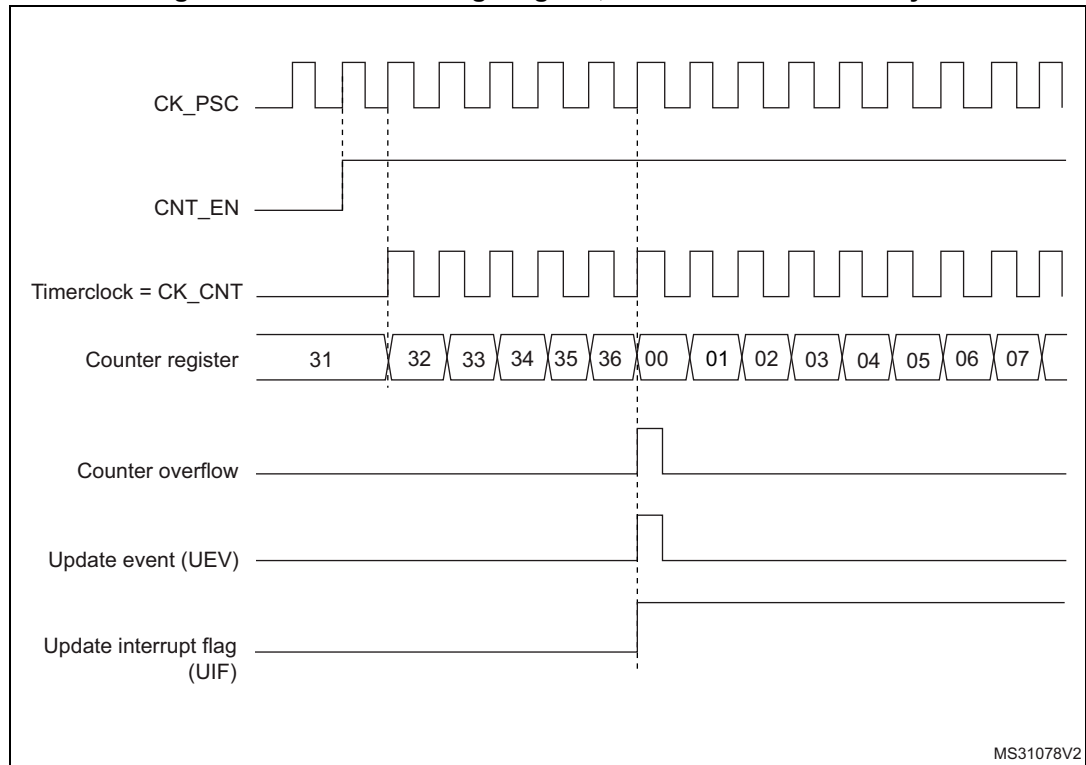 CK_PSC
CNT_EN
Timerclock = CK_CNT
Counter register 31 32 33 34 35 36 00 01 02 03 04 05 06 07
Counter overflow
Update event (UEV)
Update interrupt flag
(UIF)
MS31078V2